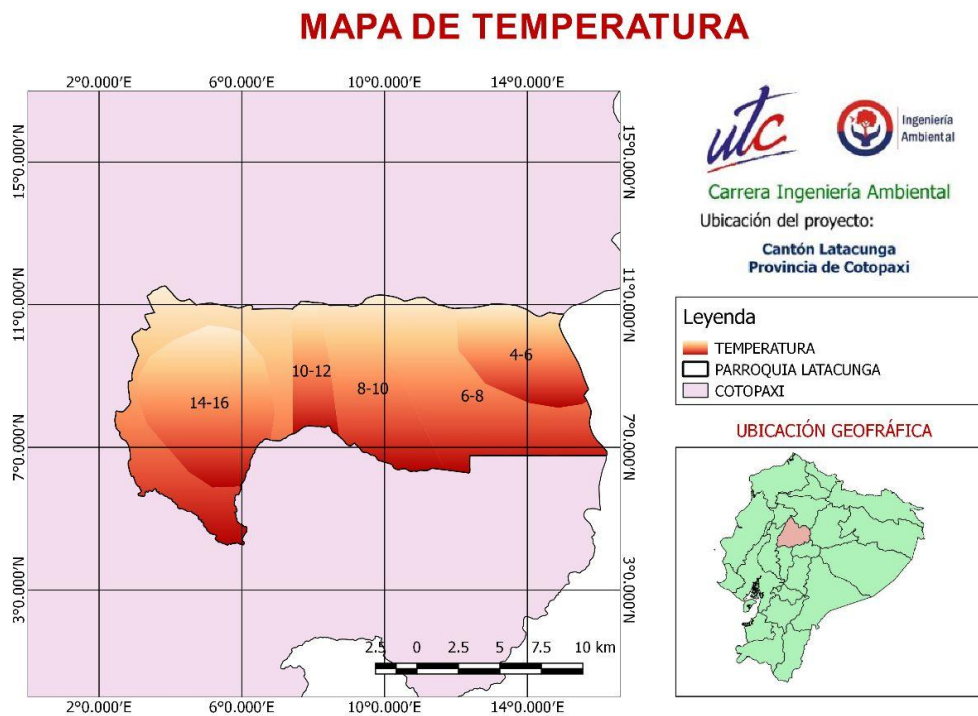 MAPA DE TEMPERATURA
2°0.000'E 6°0.000'E 10°0.000'E 14°0.000'E
15°0.000'N 15°0.000'N
11°0.000'N 11°0.000'N
7°0.000'N 7°0.000'N
3°0.000'N 3°0.000'N
4-6
10-12
8-10
6-8
14-16
2.5 0 2.5 5 7.5 10 km
2°0.000'E 6°0.000'E 10°0.000'E 14°0.000'E
utc
Ingeniería
Ambiental
Carrera Ingeniería Ambiental
Ubicación del proyecto:
Cantón Latacunga
Provincia de Cotopaxi
Leyenda
TEMPERATURA
PARROQUIA LATACUNGA
COTOPAXI
UBICACIÓN GEOFRÁFICA